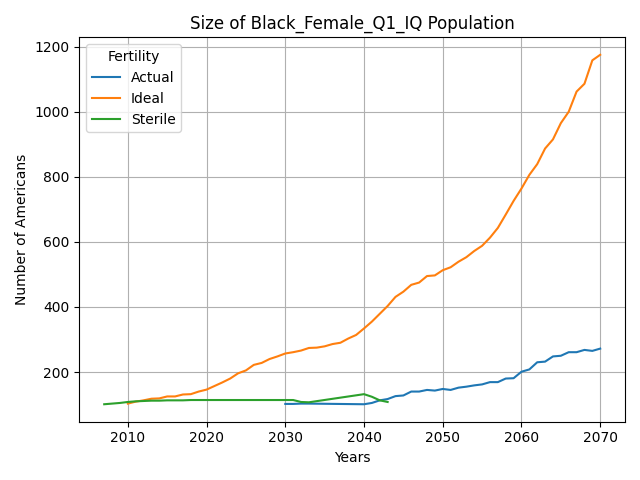 Size of Black_Female_Q1_IQ Population
Fertility
Actual
Ideal
Sterile
Number of Americans
1200
1000
800
600
400
200
2010 2020 2030 2040 2050 2060 2070
Years